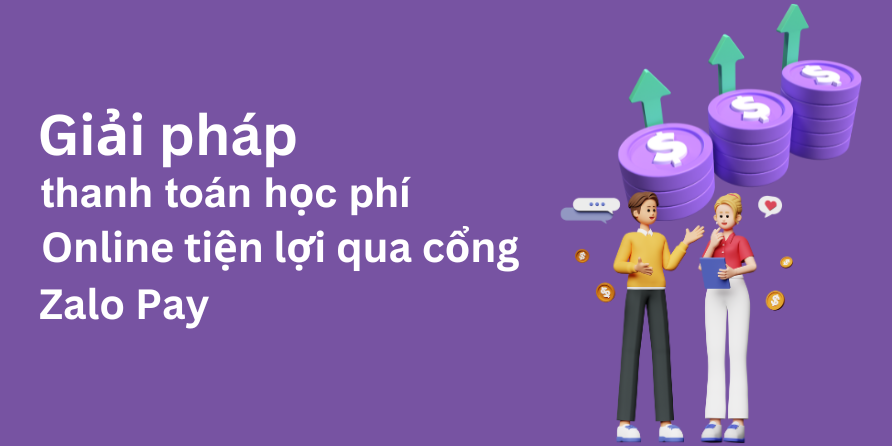 Giải pháp
thanh toán học phí
Online tiện lợi qua cổng
Zalo Pay